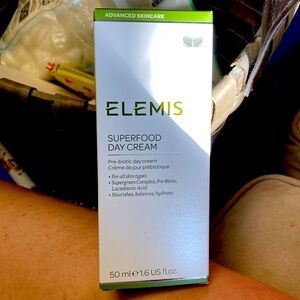 ADVANCED SKINCARE
ELEMIS
SUPERFOOD
DAY CREAM
Pre-biotic day cream
Crème de jour prébiotique
• For all skin types
• Supergreen Complex, Pre-Biotic,
Lactobionic Acid
• Nourishes, balances, hydrates
50 ml e 1.6 US fl.oz.